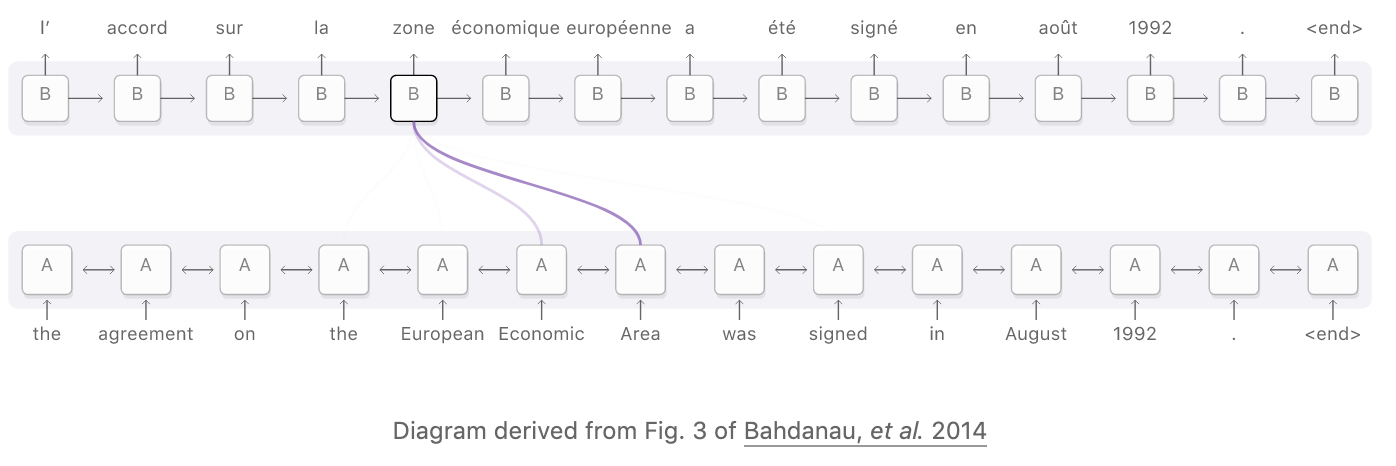 l’ accord sur la zone économique européenne a été signé en août 1992 . <end>
B B B B B B B B B B B B B B B
A A A A A A A A A A A A A A
the agreement on the European Economic Area was signed in August 1992 . <end>
Diagram derived from Fig. 3 of Bahdanau, et al. 2014